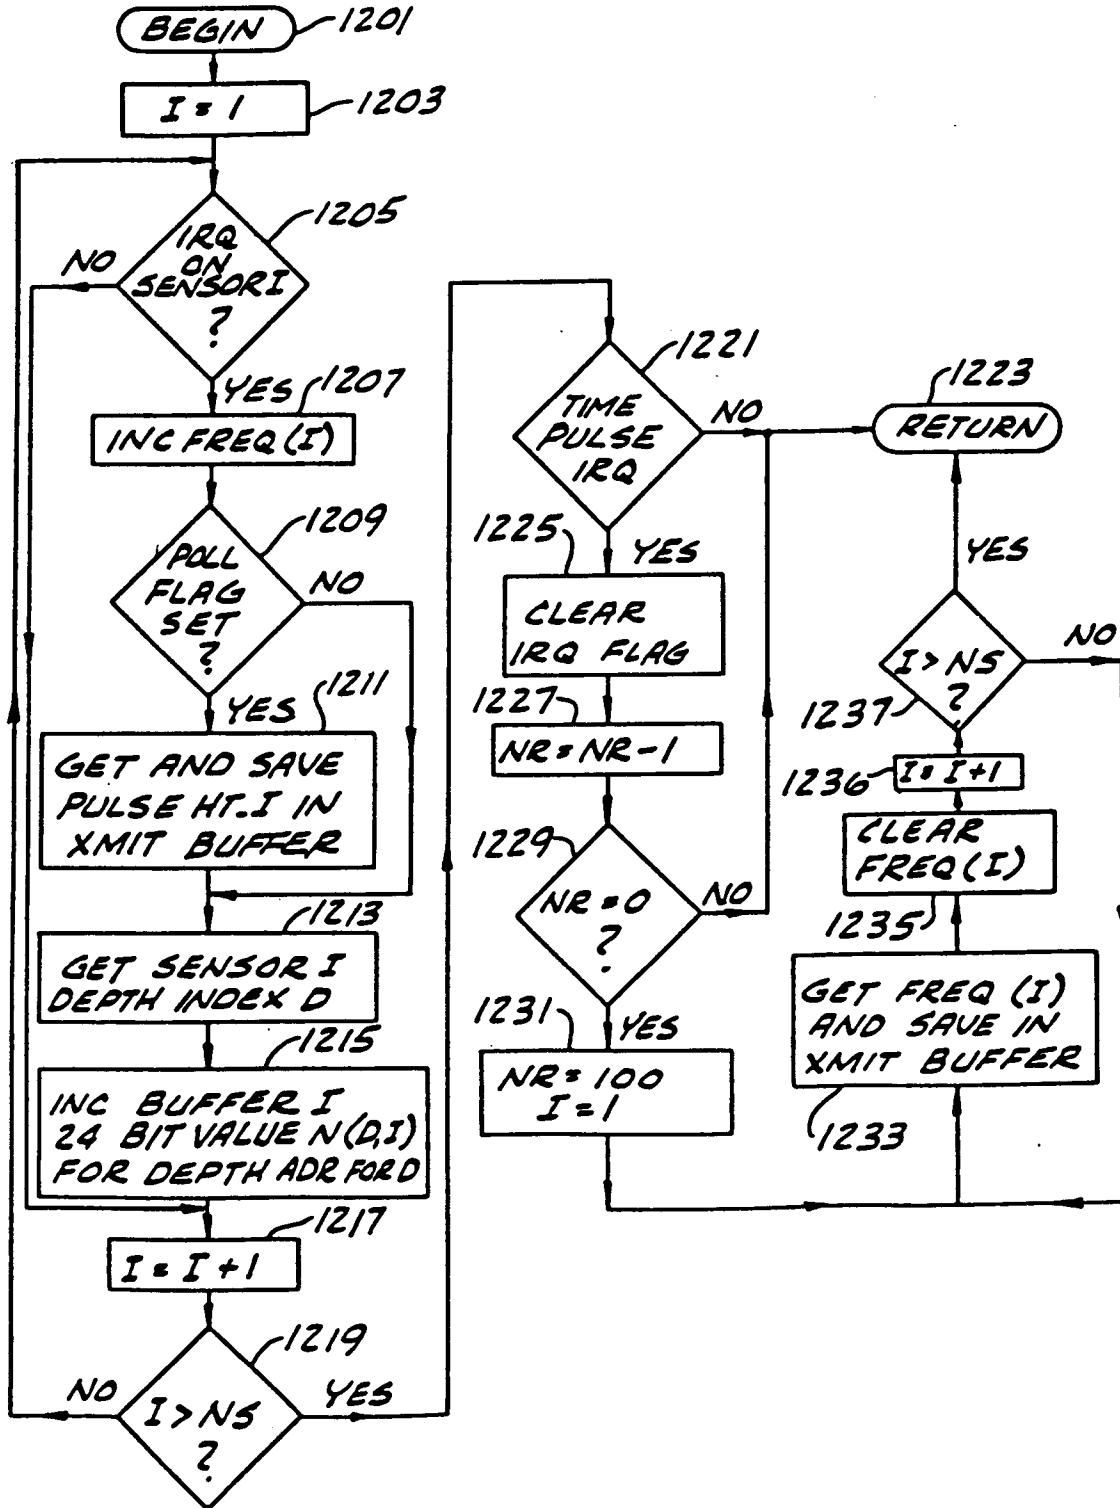 BEGIN
1201
I = 1
1203
IRQ
ON
SENSOR I
?
1205
NO
YES
1207
INC FREQ(I)
POLL
FLAG
SET
?
1209
NO
YES
1211
GET AND SAVE
PULSE HT. I IN
XMIT BUFFER
1213
GET SENSOR I
DEPTH INDEX D
1215
INC BUFFER I
24 BIT VALUE N(D,I)
FOR DEPTH ADR FOR D
1217
I = I + 1
1219
I > NS
?
NO
YES
1221
TIME
PULSE
IRQ
NO
YES
1223
RETURN
1225
CLEAR
IRQ FLAG
1227
NR = NR - 1
1229
NR = 0
?
NO
YES
1231
NR = 100
I = 1
YES
I > NS
?
NO
1237
1236
I = I + 1
CLEAR
FREQ(I)
1235
GET FREQ (I)
AND SAVE IN
XMIT BUFFER
1233